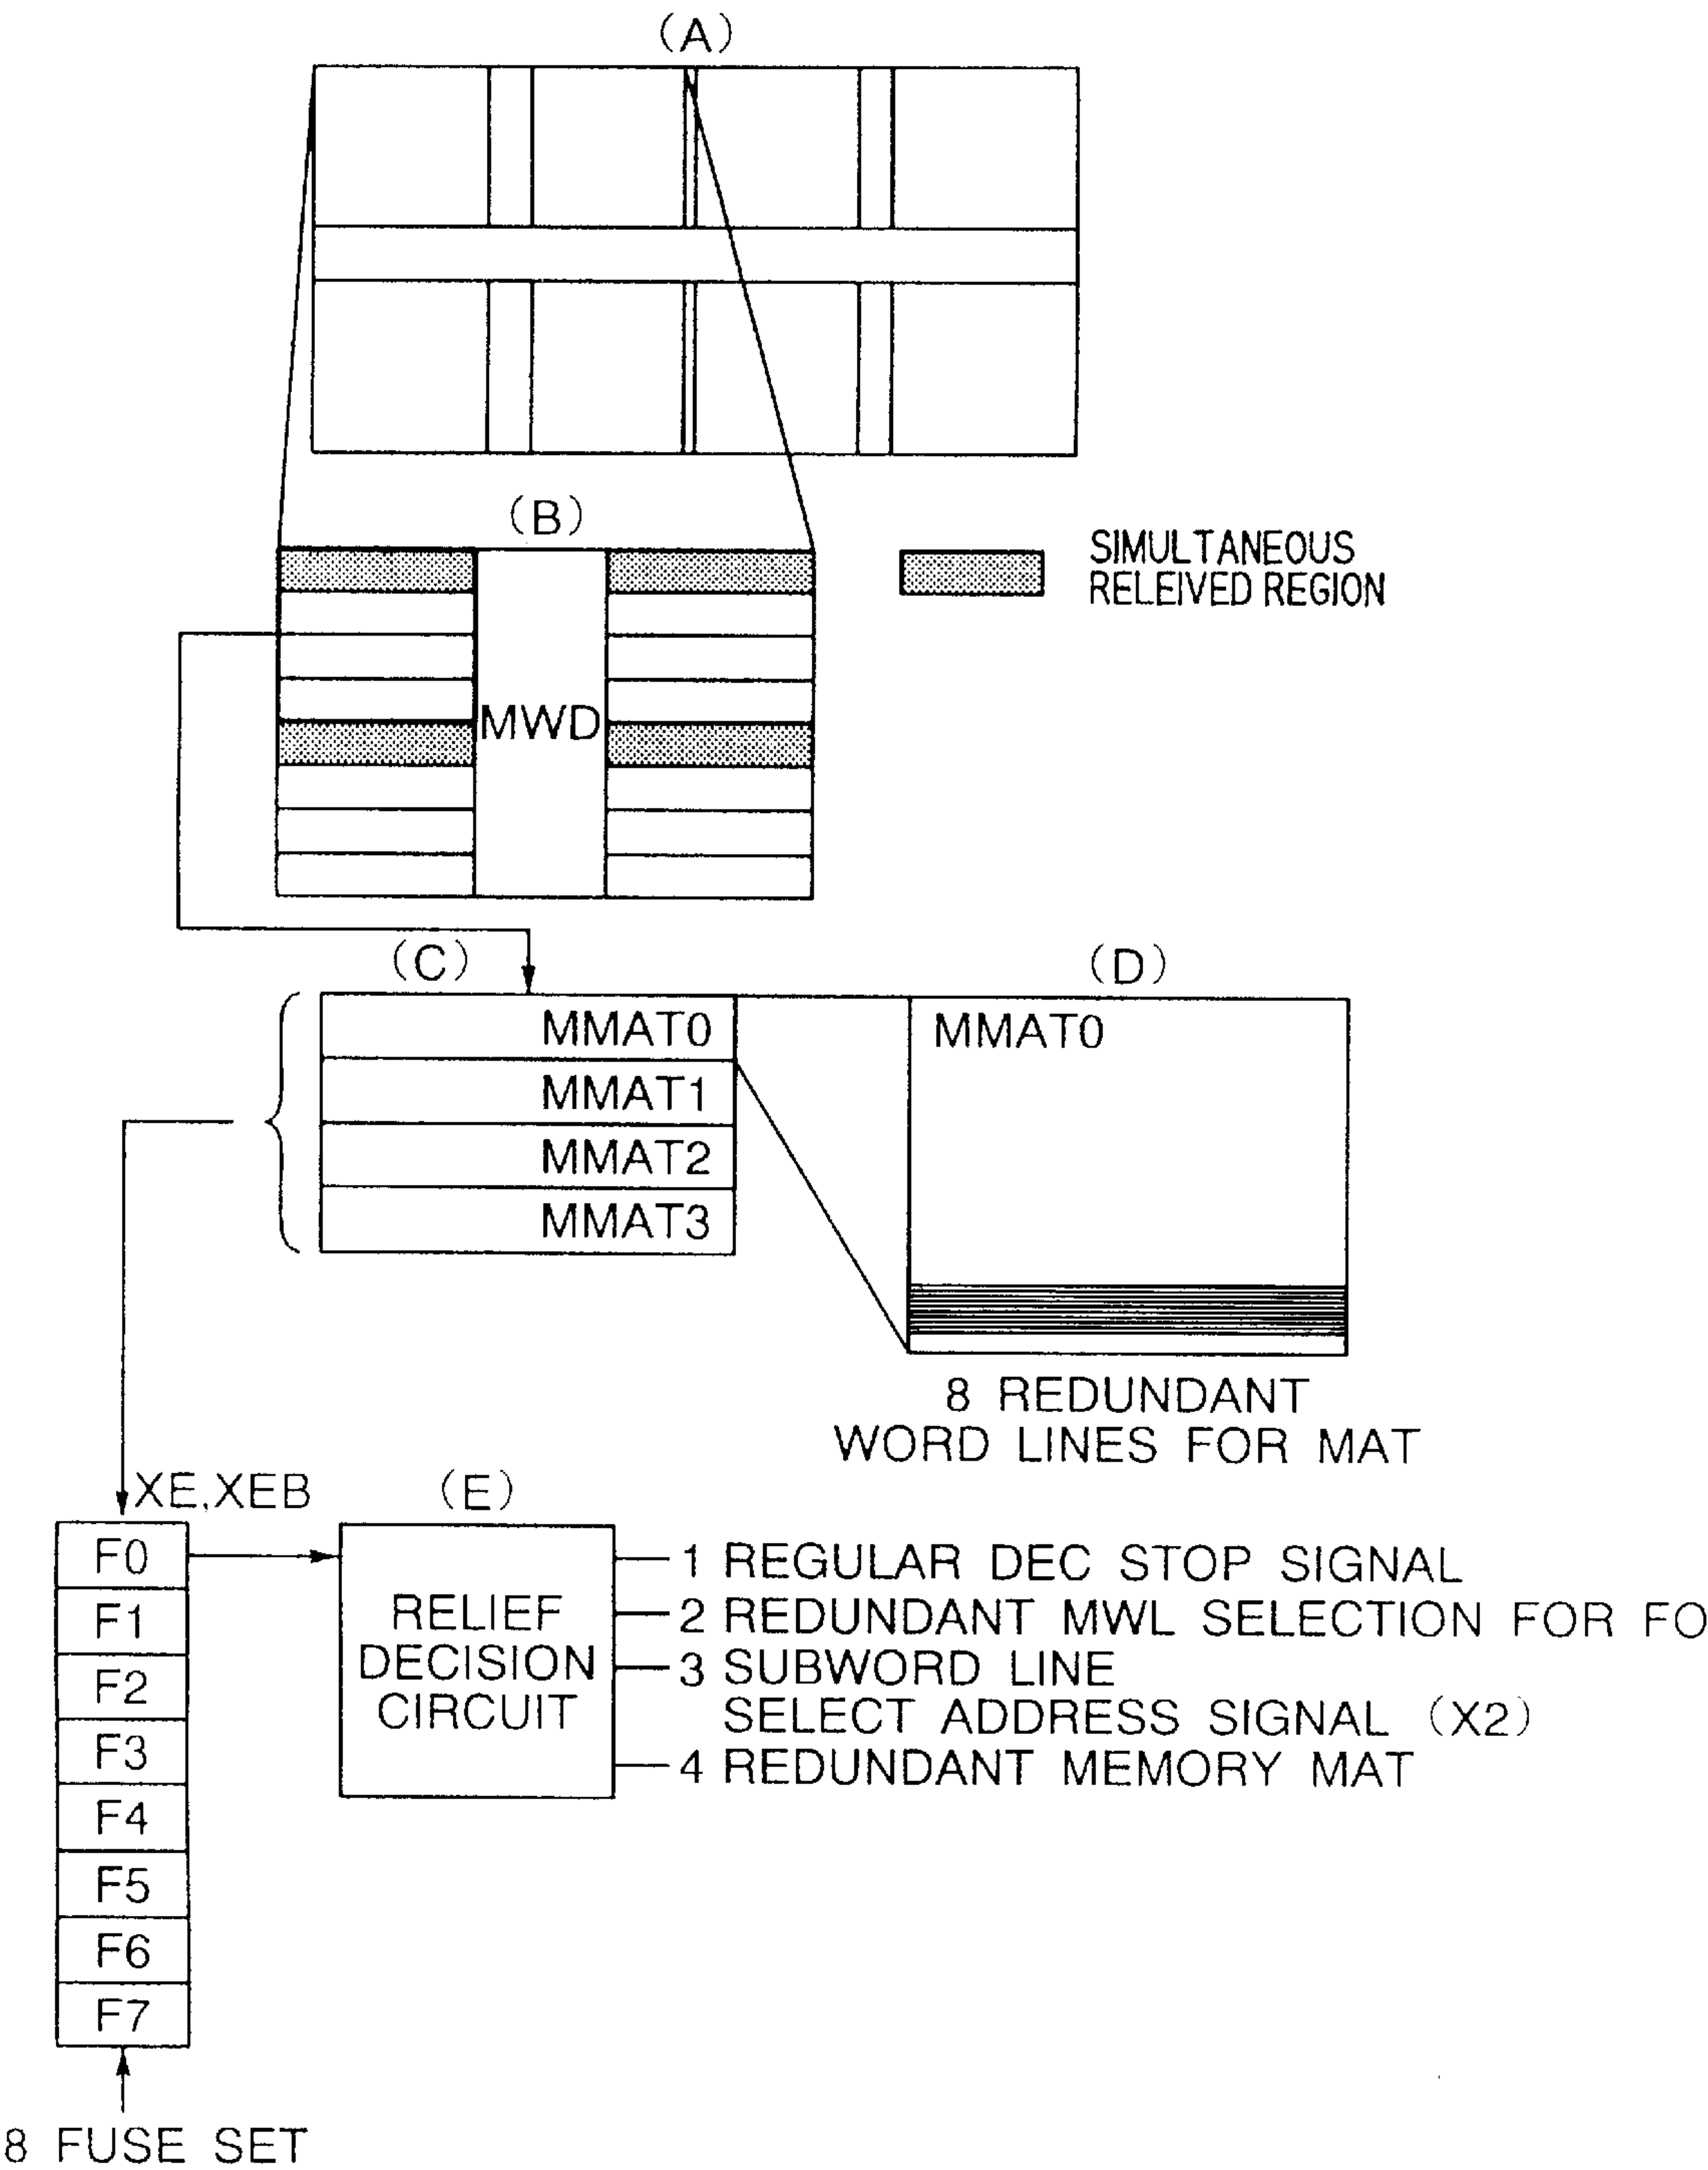 (A)
(B)
SIMULTANEOUS
RELEIVED REGION
MWD
(C)
(D)
MMAT0
MMAT1
MMAT2
MMAT3
MMAT0
8 REDUNDANT
WORD LINES FOR MAT
XE,XEB
(E)
F0
F1
F2
F3
F4
F5
F6
F7
RELIEF
DECISION
CIRCUIT
1 REGULAR DEC STOP SIGNAL
2 REDUNDANT MWL SELECTION FOR FO
3 SUBWORD LINE
SELECT ADDRESS SIGNAL (X2)
4 REDUNDANT MEMORY MAT
8 FUSE SET